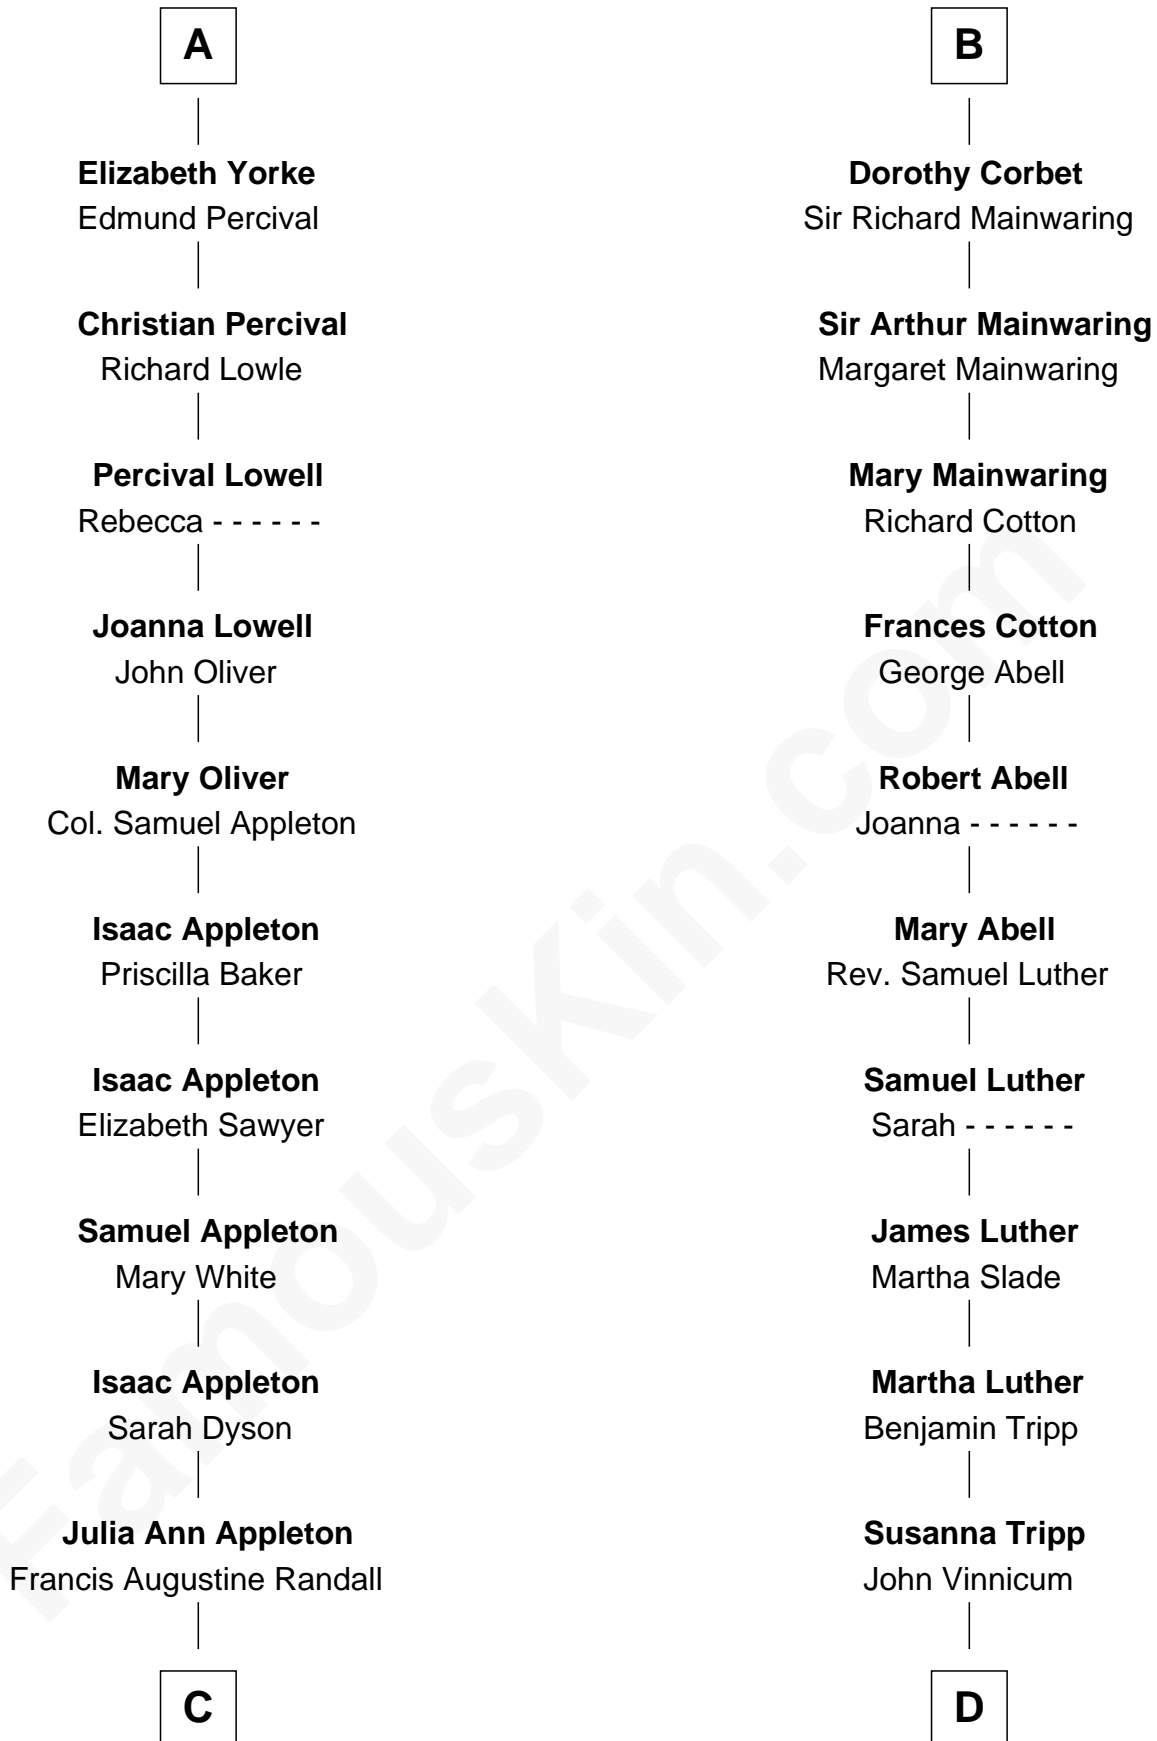 A
Elizabeth Yorke
Edmund Percival
Christian Percival
Richard Lowle
Percival Lowell
Rebecca - - - - - -
Joanna Lowell
John Oliver
Mary Oliver
Col. Samuel Appleton
Isaac Appleton
Priscilla Baker
Isaac Appleton
Elizabeth Sawyer
Samuel Appleton
Mary White
Isaac Appleton
Sarah Dyson
Julia Ann Appleton
Francis Augustine Randall
C
B
Dorothy Corbet
Sir Richard Mainwaring
Sir Arthur Mainwaring
Margaret Mainwaring
Mary Mainwaring
Richard Cotton
Frances Cotton
George Abell
Robert Abell
Joanna - - - - - -
Mary Abell
Rev. Samuel Luther
Samuel Luther
Sarah - - - - - -
James Luther
Martha Slade
Martha Luther
Benjamin Tripp
Susanna Tripp
John Vinnicum
D
FamousKin.com